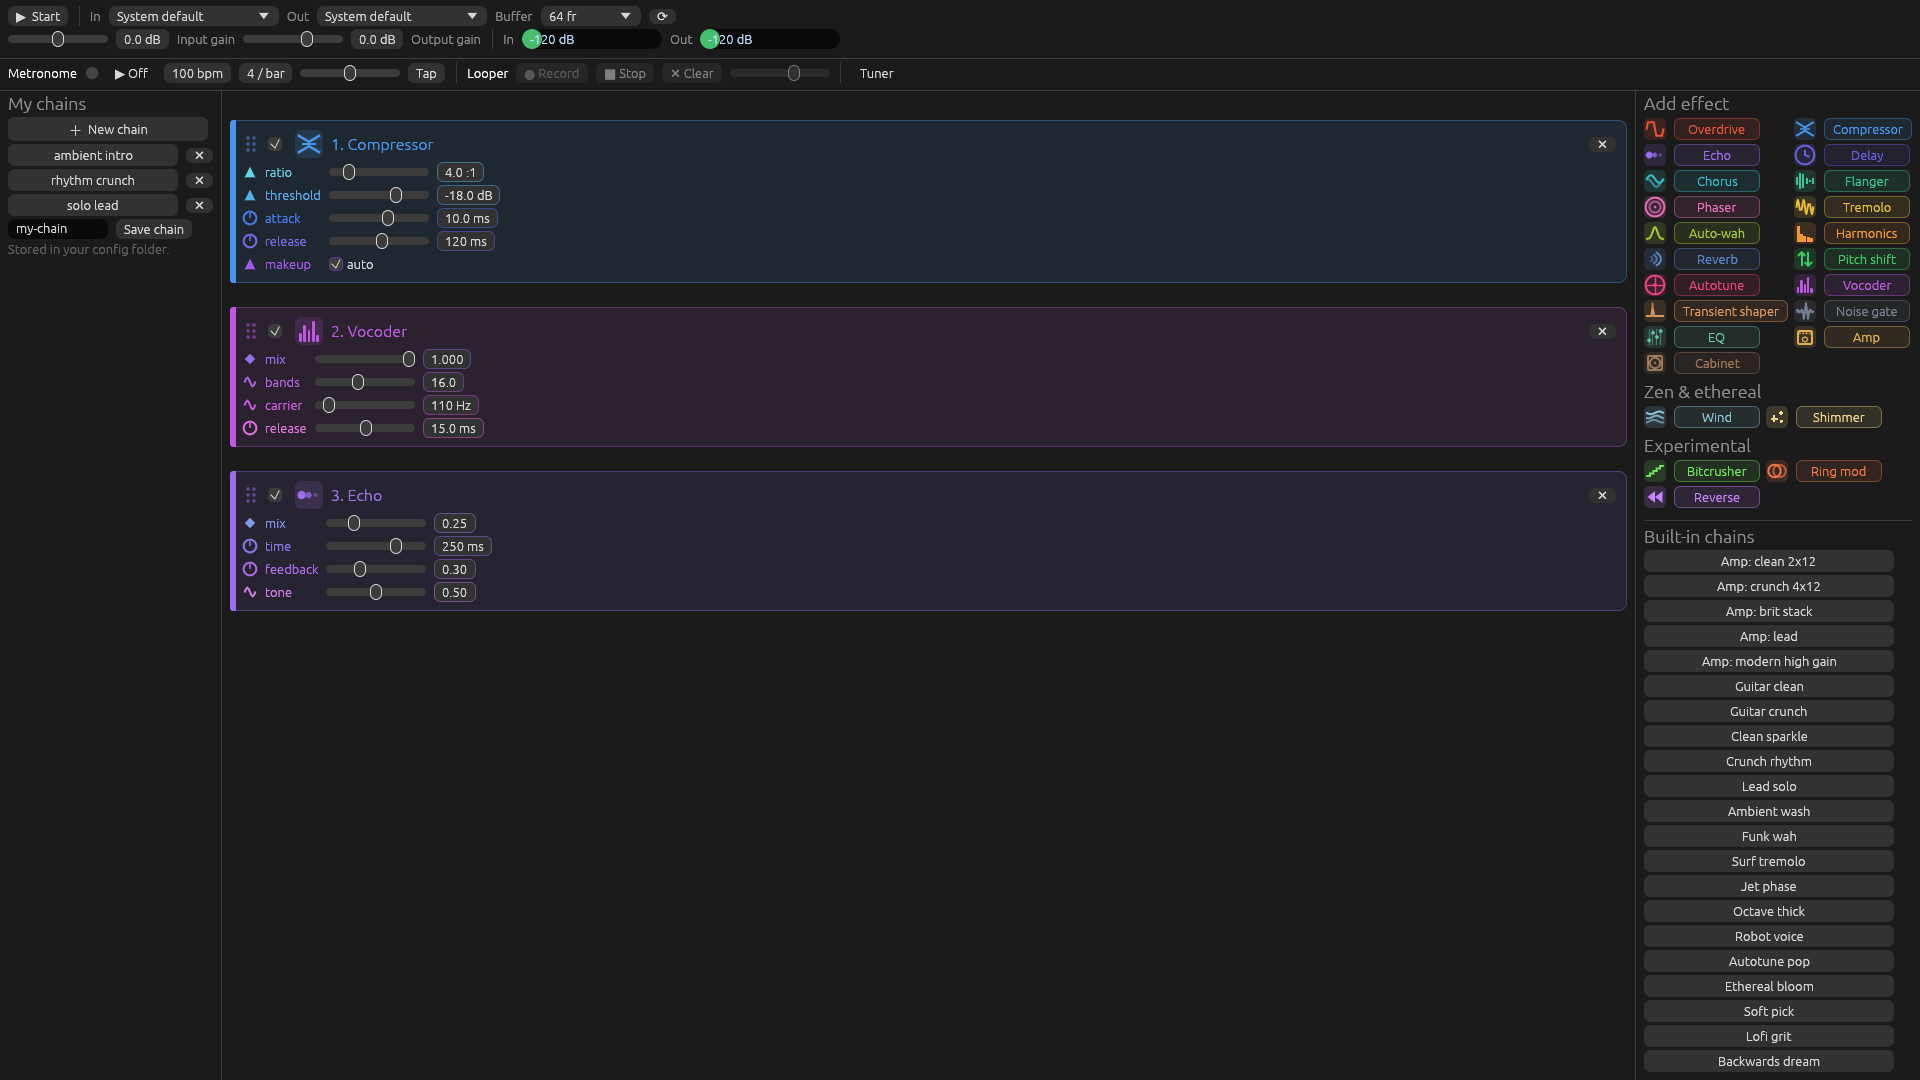 Start In System default Out System default Buffer 64 fr
0.0 dB Input gain 0.0 dB Output gain In -120 dB Out -120 dB
Metronome Off 100 bpm 4 / bar Tap Looper Record Stop Clear Tuner
My chains
+ New chain
ambient intro
rhythm crunch
solo lead
my-chain Save chain
Stored in your config folder.
1. Compressor
ratio 4.0 :1
threshold -18.0 dB
attack 10.0 ms
release 120 ms
makeup auto
2. Vocoder
mix 1.000
bands 16.0
carrier 110 Hz
release 15.0 ms
3. Echo
mix 0.25
time 250 ms
feedback 0.30
tone 0.50
Add effect
Overdrive Compressor
Echo Delay
Chorus Flanger
Phaser Tremolo
Auto-wah Harmonics
Reverb Pitch shift
Autotune Vocoder
Transient shaper Noise gate
EQ Amp
Cabinet
Zen & ethereal
Wind Shimmer
Experimental
Bitcrusher Ring mod
Reverse
Built-in chains
Amp: clean 2x12
Amp: crunch 4x12
Amp: brit stack
Amp: lead
Amp: modern high gain
Guitar clean
Guitar crunch
Clean sparkle
Crunch rhythm
Lead solo
Ambient wash
Funk wah
Surf tremolo
Jet phase
Octave thick
Robot voice
Autotune pop
Ethereal bloom
Soft pick
Lofi grit
Backwards dream